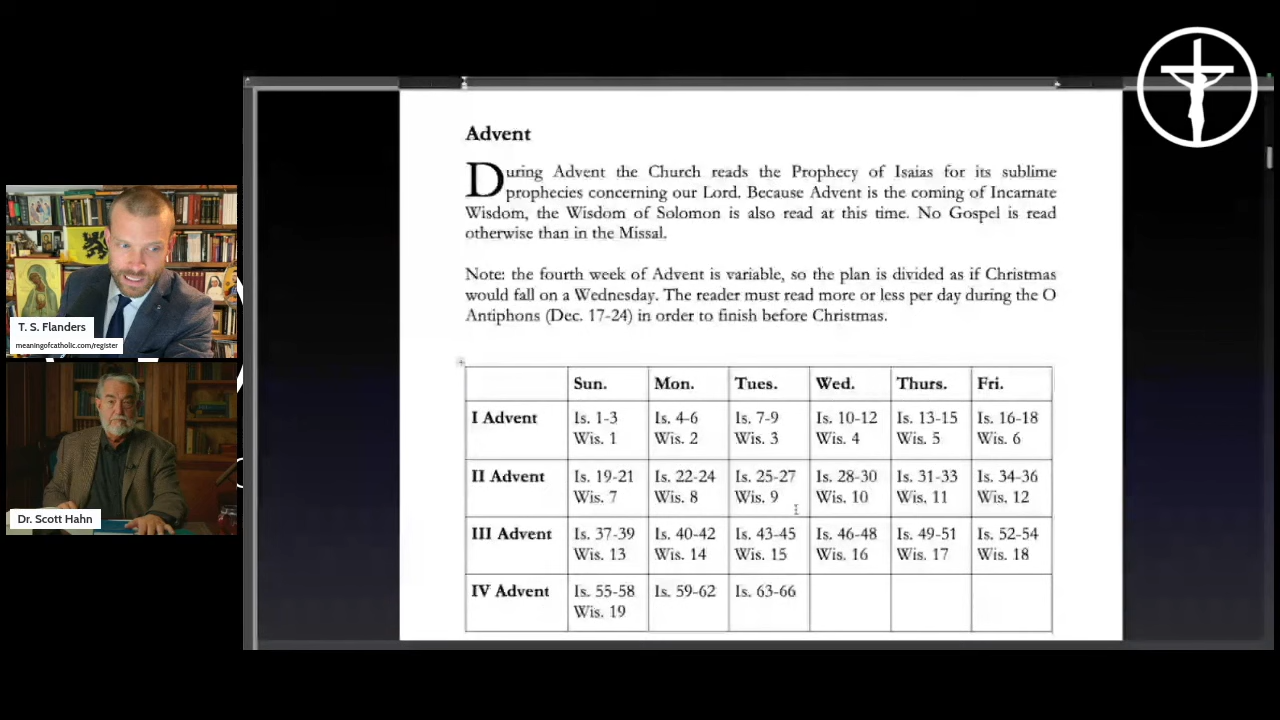 Advent
During Advent the Church reads the Prophecy of Isaias for its sublime
prophecies concerning our Lord. Because Advent is the coming of Incarnate
Wisdom, the Wisdom of Solomon is also read at this time. No Gospel is read
otherwise than in the Missal.
Note: the fourth week of Advent is variable, so the plan is divided as if Christmas
would fall on a Wednesday. The reader must read more or less per day during the O
Antiphons (Dec. 17-24) in order to finish before Christmas.
Sun. Mon. Tues. Wed. Thurs. Fri.
I Advent Is. 1-3 Is. 4-6 Is. 7-9 Is. 10-12 Is. 13-15 Is. 16-18
Wis. 1 Wis. 2 Wis. 3 Wis. 4 Wis. 5 Wis. 6
II Advent Is. 19-21 Is. 22-24 Is. 25-27 Is. 28-30 Is. 31-33 Is. 34-36
Wis. 7 Wis. 8 Wis. 9 Wis. 10 Wis. 11 Wis. 12
III Advent Is. 37-39 Is. 40-42 Is. 43-45 Is. 46-48 Is. 49-51 Is. 52-54
Wis. 13 Wis. 14 Wis. 15 Wis. 16 Wis. 17 Wis. 18
IV Advent Is. 55-58 Is. 59-62 Is. 63-66
Wis. 19
T. S. Flanders
meaningofcatholic.com/register
Dr. Scott Hahn